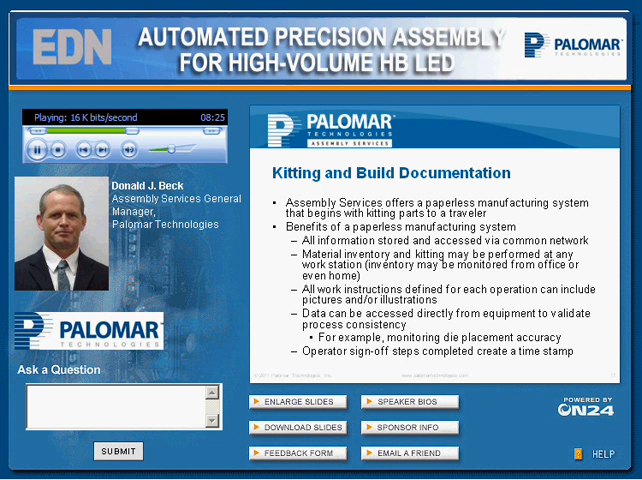 EDN
AUTOMATED PRECISION ASSEMBLY
FOR HIGH-VOLUME HB LED
PALOMAR
TECHNOLOGIES
Playing: 16 K bits/second 08:25
Donald J. Beck
Assembly Services General
Manager,
Palomar Technologies
PALOMAR
TECHNOLOGIES
Ask a Question
SUBMIT
PALOMAR
TECHNOLOGIES
ASSEMBLY SERVICES
Kitting and Build Documentation
• Assembly Services offers a paperless manufacturing system
that begins with kitting parts to a traveler
• Benefits of a paperless manufacturing system
– All information stored and accessed via common network
– Material inventory and kitting may be performed at any
work station (inventory may be monitored from office or
even home)
– All work instructions defined for each operation can include
pictures and/or illustrations
– Data can be accessed directly from equipment to validate
process consistency
• For example, monitoring die placement accuracy
– Operator sign-off steps completed create a time stamp
© 2011 Palomar Technologies, Inc. www.palomartechnologies.com
ENLARGE SLIDES SPEAKER BIOS
DOWNLOAD SLIDES SPONSOR INFO
FEEDBACK FORM EMAIL A FRIEND
POWERED BY
ON24
? HELP